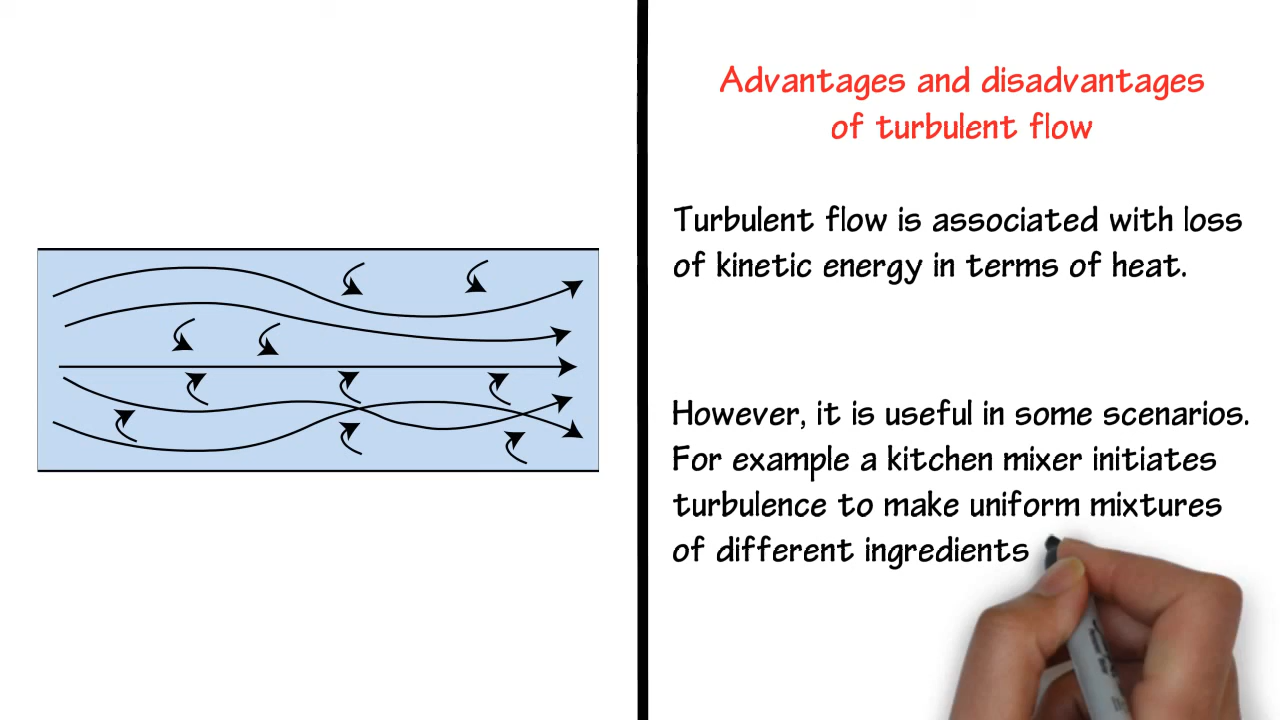 Advantages and disadvantages
of turbulent flow
Turbulent flow is associated with loss
of kinetic energy in terms of heat.
However, it is useful in some scenarios.
For example a kitchen mixer initiates
turbulence to make uniform mixtures
of different ingredients